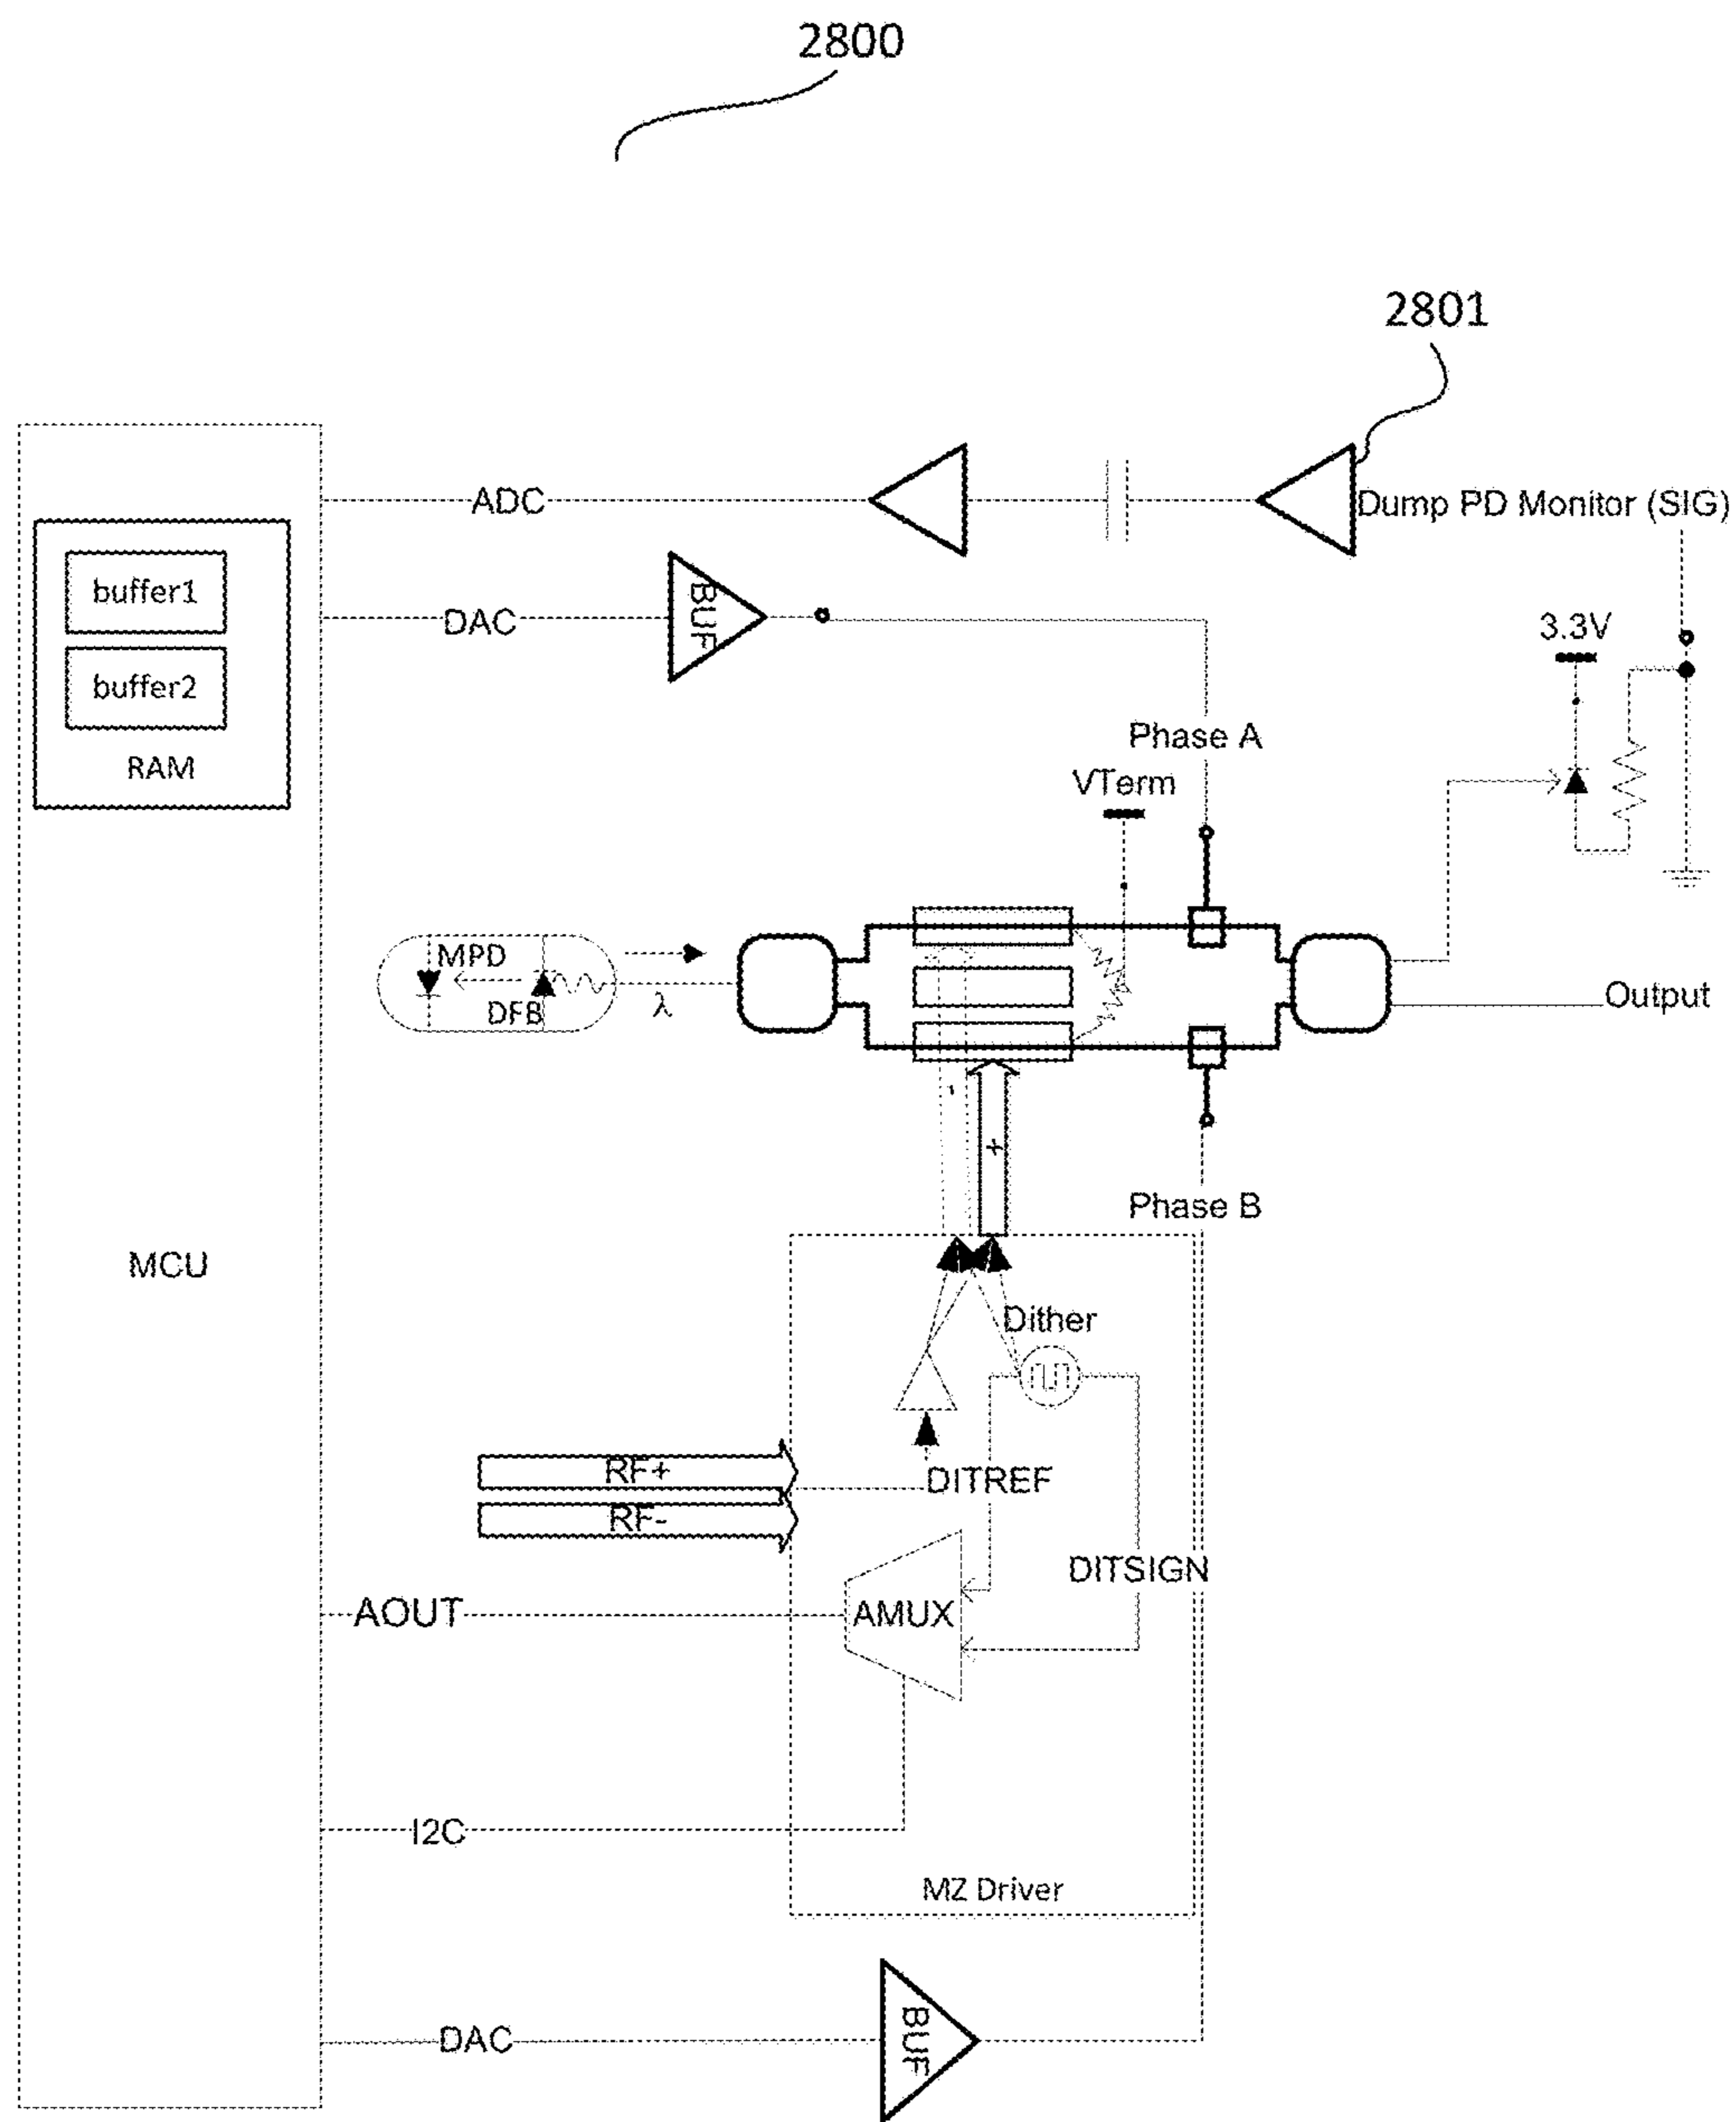 2800
2801
ADC
Dump PD Monitor (SIG)
buffer1
DAC
BUF
3.3V
buffer2
RAM
Phase A
VTerm
MPD
DFB
λ
Output
-
+
Phase B
MCU
Dither
RF+
DITREF
RF-
DITSIGN
AOUT
AMUX
I2C
MZ Driver
DAC
BUF